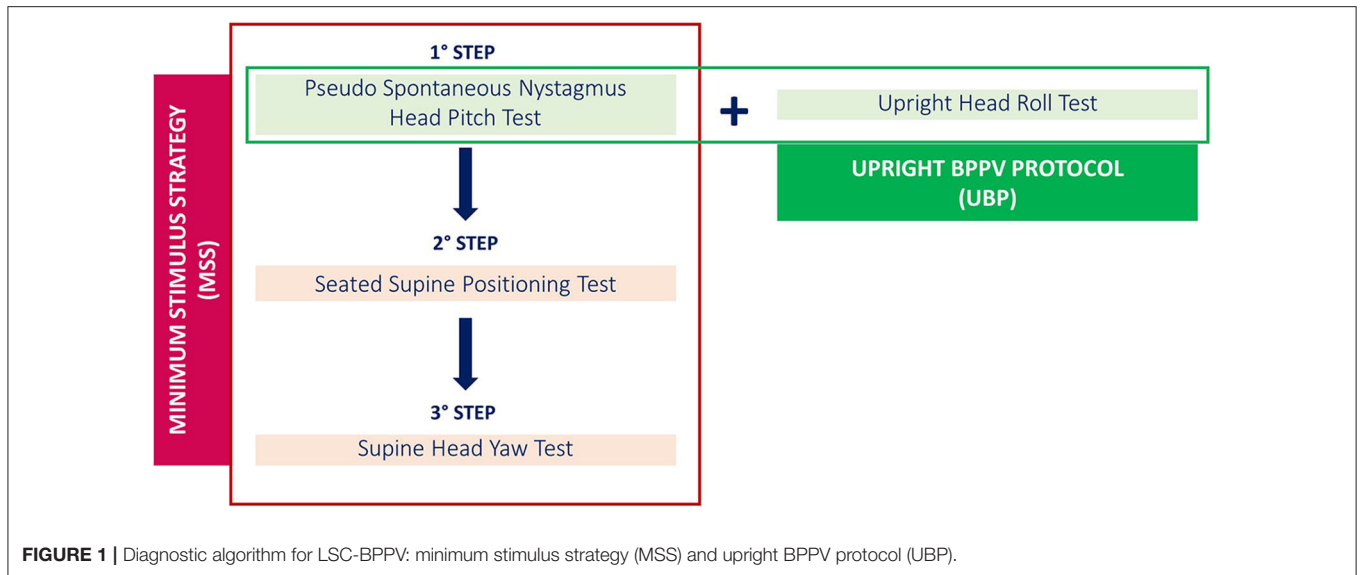 MINIMUM STIMULUS STRATEGY
(MSS)
1° STEP
Pseudo Spontaneous Nystagmus
Head Pitch Test
+
Upright Head Roll Test
UPRIGHT BPPV PROTOCOL
(UBP)
2° STEP
Seated Supine Positioning Test
3° STEP
Supine Head Yaw Test
FIGURE 1 | Diagnostic algorithm for LSC-BPPV: minimum stimulus strategy (MSS) and upright BPPV protocol (UBP).